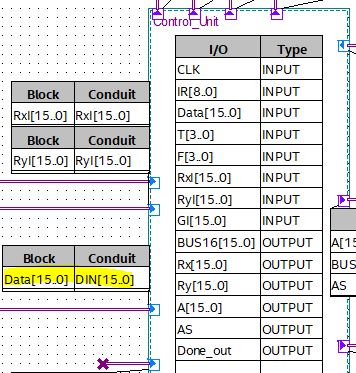 Control_Unit
I/O Type
CLK INPUT
IR[8..0] INPUT
Data[15..0] INPUT
T[3..0] INPUT
F[3..0] INPUT
RxI[15..0] INPUT
RyI[15..0] INPUT
GI[15..0] INPUT
BUS16[15..0] OUTPUT
Rx[15..0] OUTPUT
Ry[15..0] OUTPUT
A[15..0] OUTPUT
AS OUTPUT
Done_out OUTPUT
Block Conduit
RxI[15..0] RxI[15..0]
Block Conduit
RyI[15..0] RyI[15..0]
Block Conduit
Data[15..0] DIN[15..0]
A[15
BUS
AS